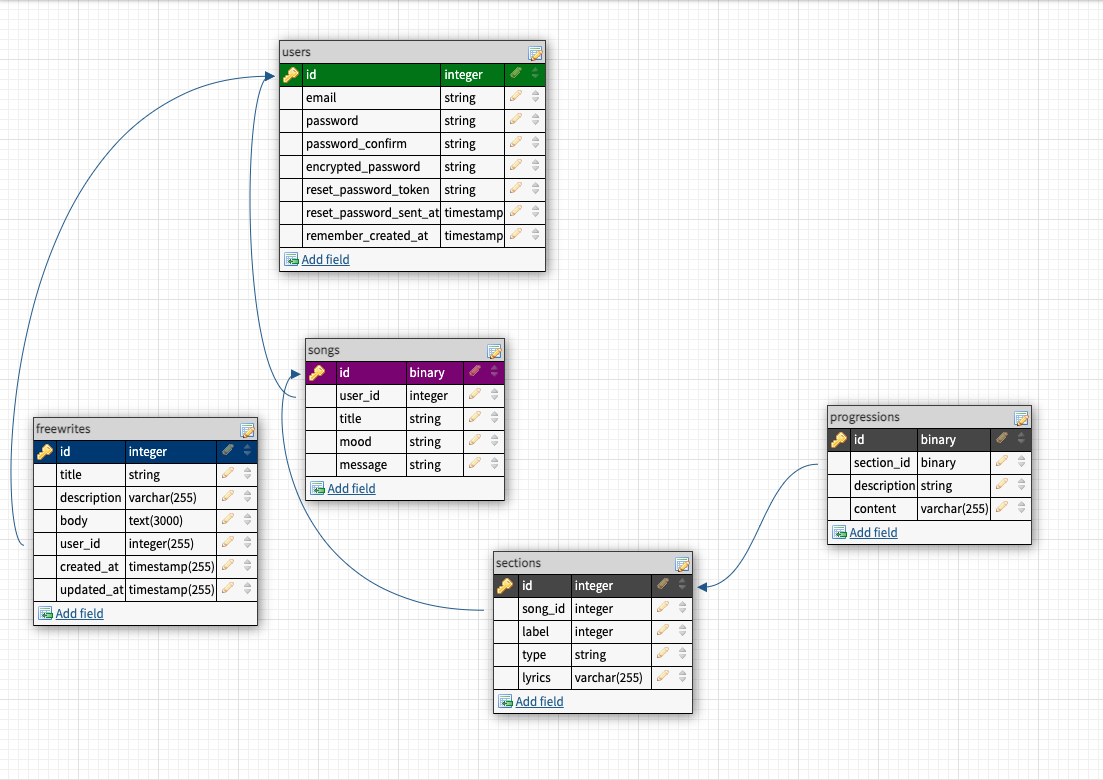 users
id integer
email string
password string
password_confirm string
encrypted_password string
reset_password_token string
reset_password_sent_at timestamp
remember_created_at timestamp
Add field
songs
id binary
user_id integer
title string
mood string
message string
Add field
freewrites
id integer
title string
description varchar(255)
body text(3000)
user_id integer(255)
created_at timestamp(255)
updated_at timestamp(255)
Add field
progressions
id binary
section_id binary
description string
content varchar(255)
Add field
sections
id integer
song_id integer
label integer
type string
lyrics varchar(255)
Add field